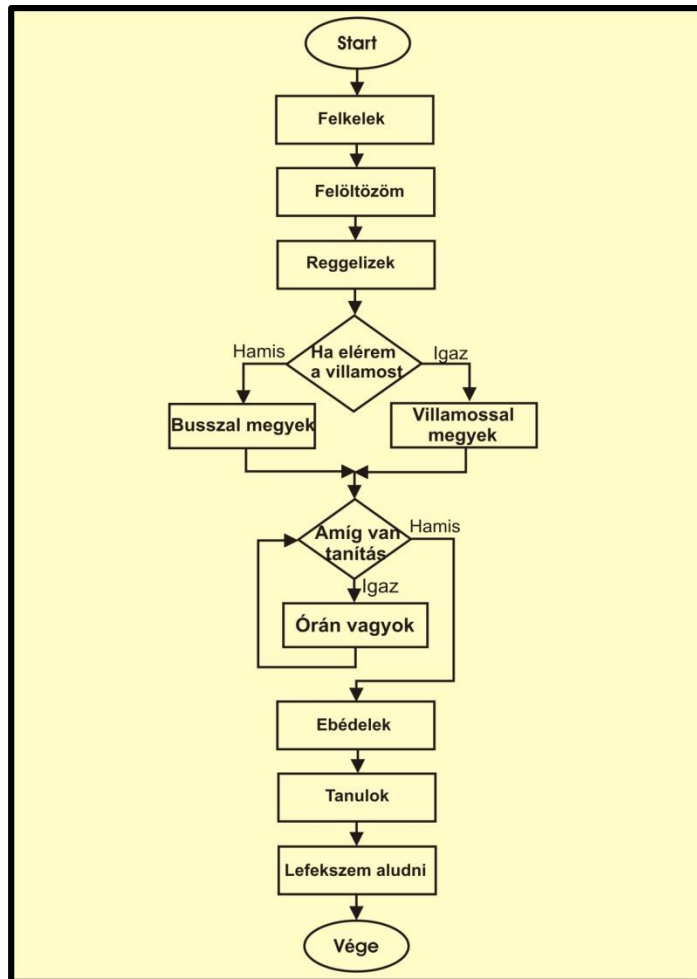 Start
Felkelek
Felöltözöm
Reggelizek
Hamis
Ha elérem
a villamost
Igaz
Busszal megyek
Villamossal
megyek
Amíg van
tanítás
Hamis
Igaz
Órán vagyok
Ebédelek
Tanulok
Lefekszem aludni
Vége